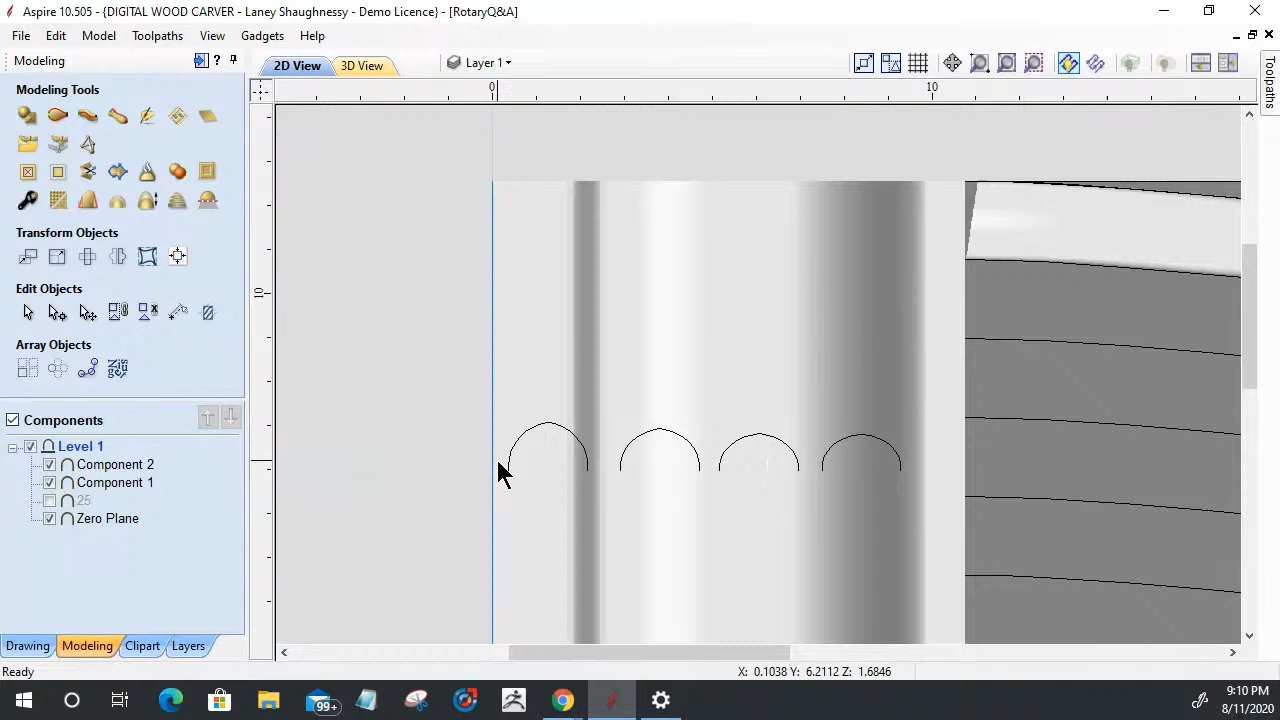 Aspire 10.505 - {DIGITAL WOOD CARVER - Laney Shaughnessy - Demo Licence} - [RotaryQ&A]
File Edit Model Toolpaths View Gadgets Help
Modeling ?
2D View 3D View Layer 1
Toolpaths
Modeling Tools
0 10
10
Transform Objects
Edit Objects
Array Objects
Components
Level 1
Component 2
Component 1
25
Zero Plane
Drawing Modeling Clipart Layers
Ready X: 0.1038 Y: 6.2112 Z: 1.6846
99+
9:10 PM
8/11/2020